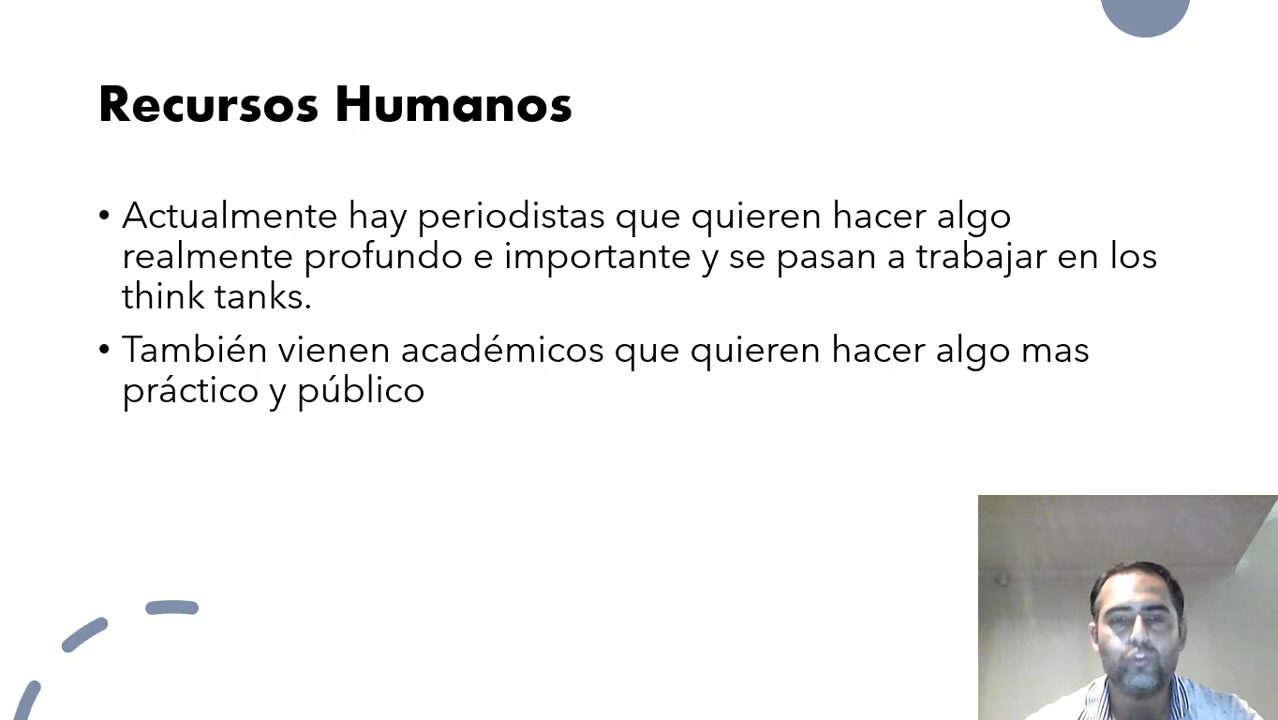 Recursos Humanos
• Actualmente hay periodistas que quieren hacer algo
realmente profundo e importante y se pasan a trabajar en los
think tanks.
• También vienen académicos que quieren hacer algo mas
práctico y público